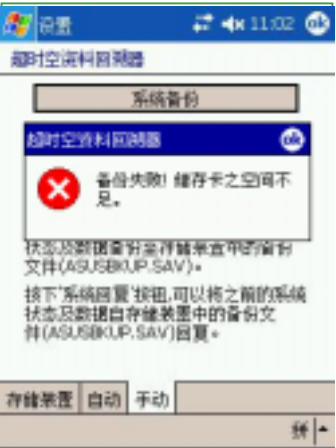 设置 11:02 ok
超时空资料回溯器
系统备份
超时空资料回溯器 ok
备份失败! 储存卡之空间不
足。
状态及数据备份至存储装置中的备份
文件(ASUSBKUP.SAV)。
按下'系统回复'按钮,可以将之前的系统
状态及数据自存储装置中的备份文
件(ASUSBKUP.SAV)回复。
存储装置 自动 手动
拼